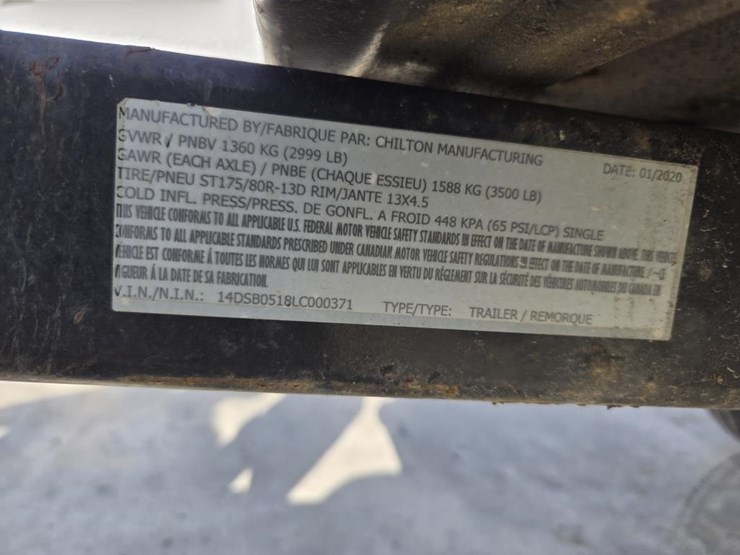 MANUFACTURED BY/FABRIQUE PAR: CHILTON MANUFACTURING
DATE: 01/2020
GVWR / PNBV 1360 KG (2999 LB)
GAWR (EACH AXLE) / PNBE (CHAQUE ESSIEU) 1588 KG (3500 LB)
TIRE/PNEU ST175/80R-13D RIM/JANTE 13X4.5
COLD INFL. PRESS/PRESS. DE GONFL. A FROID 448 KPA (65 PSI/LCP) SINGLE
THIS VEHICLE CONFORMS TO ALL APPLICABLE U.S. FEDERAL MOTOR VEHICLE SAFETY STANDARDS IN EFFECT ON THE DATE OF MANUFACTURE SHOWN ABOVE. THIS VEHICLE
CONFORMS TO ALL APPLICABLE STANDARDS PRESCRIBED UNDER CANADIAN MOTOR VEHICLE SAFETY REGULATIONS IN EFFECT ON THE DATE OF MANUFACTURE. / CE
VEHICLE EST CONFORME À TOUTES LES NORMES QUI LUI SONT APPLICABLES EN VERTU DU RÉGLEMENT SUR LA SÉCURITÉ DES VÉHICULES AUTOMOBILES DU CANADA EN
VIGUEUR À LA DATE DE SA FABRICATION.
V.I.N./N.I.N.: 14DSB0518LC000371 TYPE/TYPE: TRAILER / REMORQUE